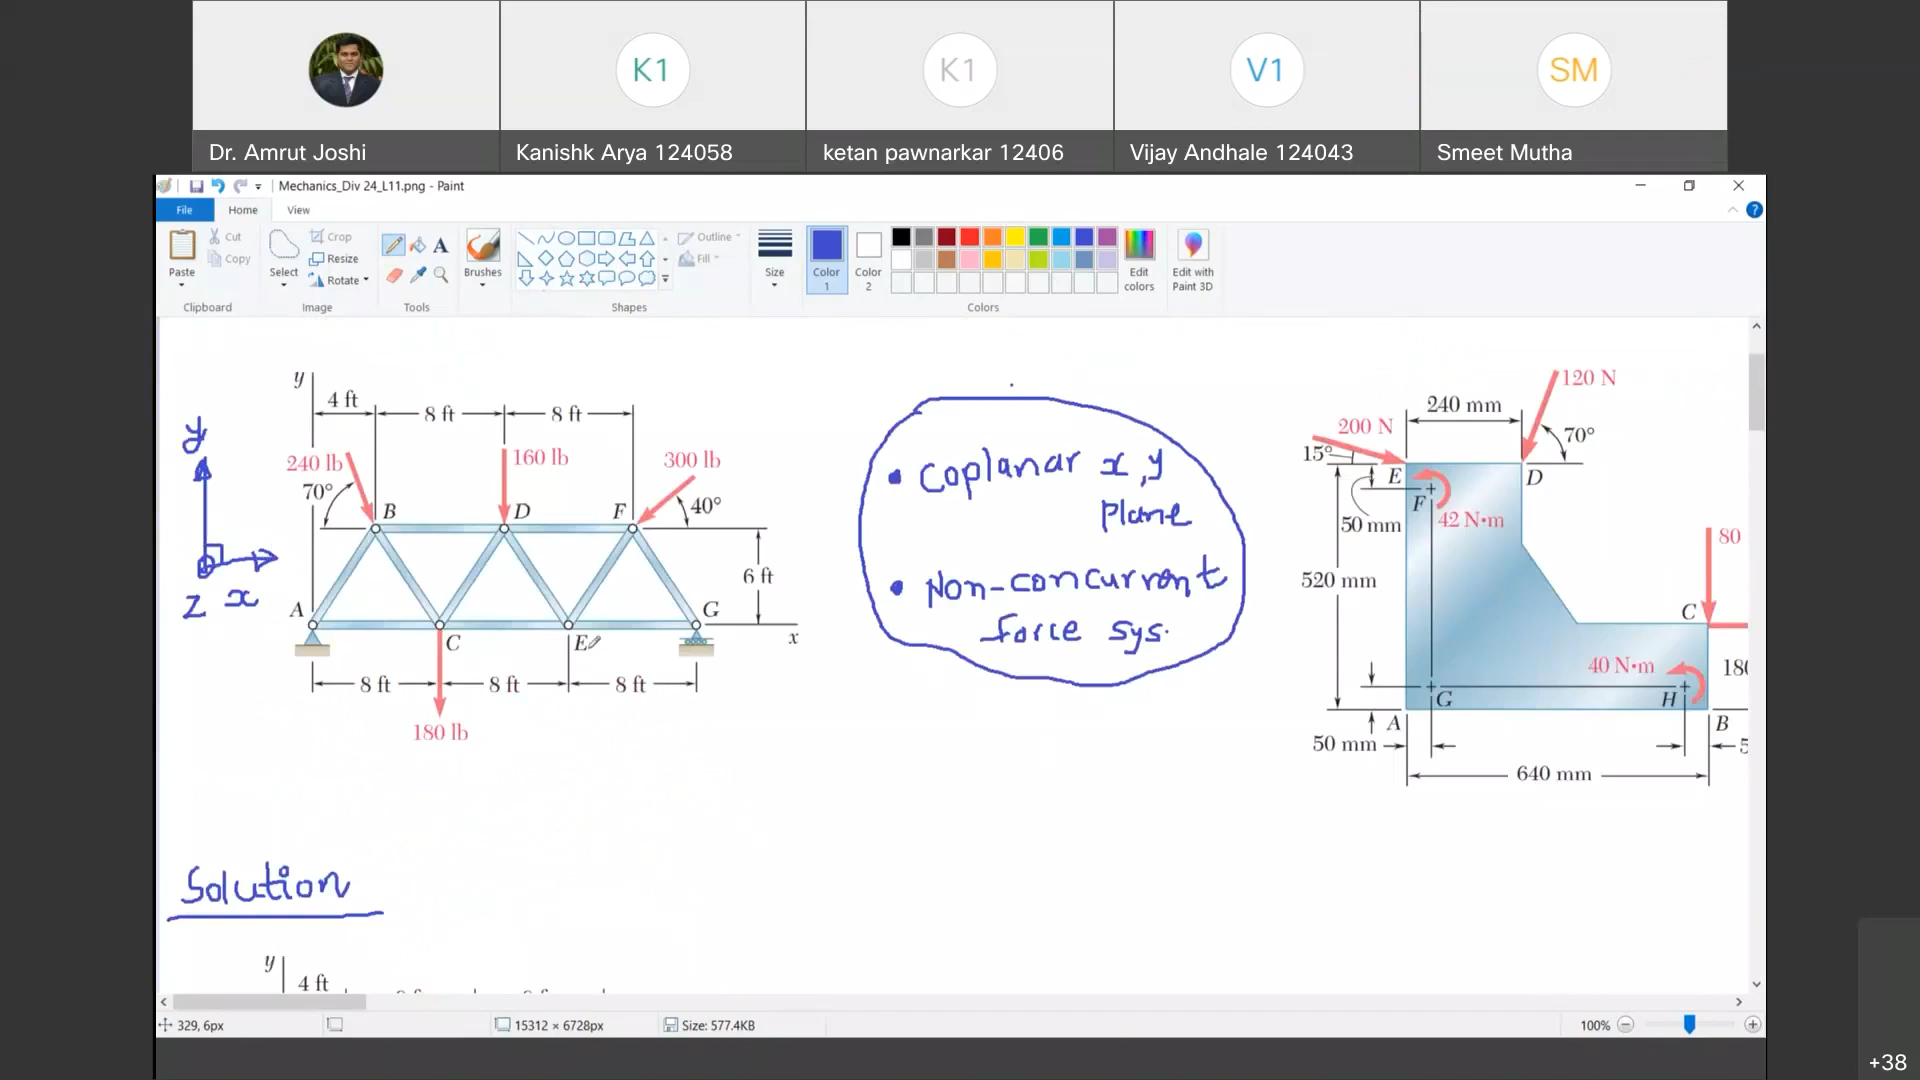 K1
K1
V1
SM
Dr. Amrut Joshi
Kanishk Arya 124058
ketan pawnarkar 12406
Vijay Andhale 124043
Smeet Mutha
Mechanics_Div 24_L11.png - Paint
File
Home
View
Paste
Cut
Copy
Clipboard
Select
Crop
Resize
Rotate
Image
A
Tools
Brushes
Outline
Fill
Shapes
Size
Color 1
Color 2
Edit colors
Colors
Edit with Paint 3D
?
y
4 ft
8 ft
8 ft
240 lb
160 lb
300 lb
70°
40°
B
D
F
6 ft
A
G
C
E
x
8 ft
8 ft
8 ft
180 lb
y
z
x
• Coplanar x,y
plane
• Non-concurrent
force sys.
120 N
240 mm
200 N
70°
15°
E
D
F
50 mm
42 N•m
80
520 mm
C
40 N•m
180
G
H
A
B
50 mm
5
640 mm
Solution
y
4 ft
329, 6px
15312 × 6728px
Size: 577.4KB
100%
+38